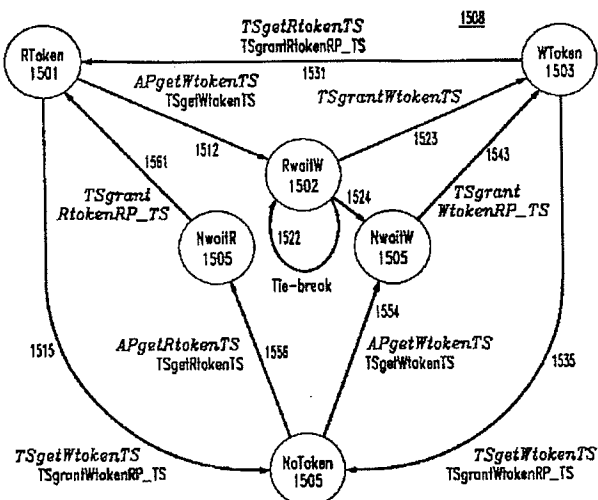 TSgetRtokenTS
TSgrantRtokenRP_TS
1508
RToken
1501
WToken
1503
1531
APgetWtokenTS
TSgetWtokenTS
TSgrantWtokenTS
1512
1523
1561
1543
RwaitW
1502
1524
TSgrant
RtokenRP_TS
TSgrant
WtokenRP_TS
NwaitR
1505
1522
NwaitW
1505
Tie-break
1554
APgetRtokenTS
TSgetRtokenTS
1556
APgetWtokenTS
TSgetWtokenTS
1515
1535
TSgetWtokenTS
TSgrantWtokenRP_TS
NoToken
1505
TSgetWtokenTS
TSgrantWtokenRP_TS